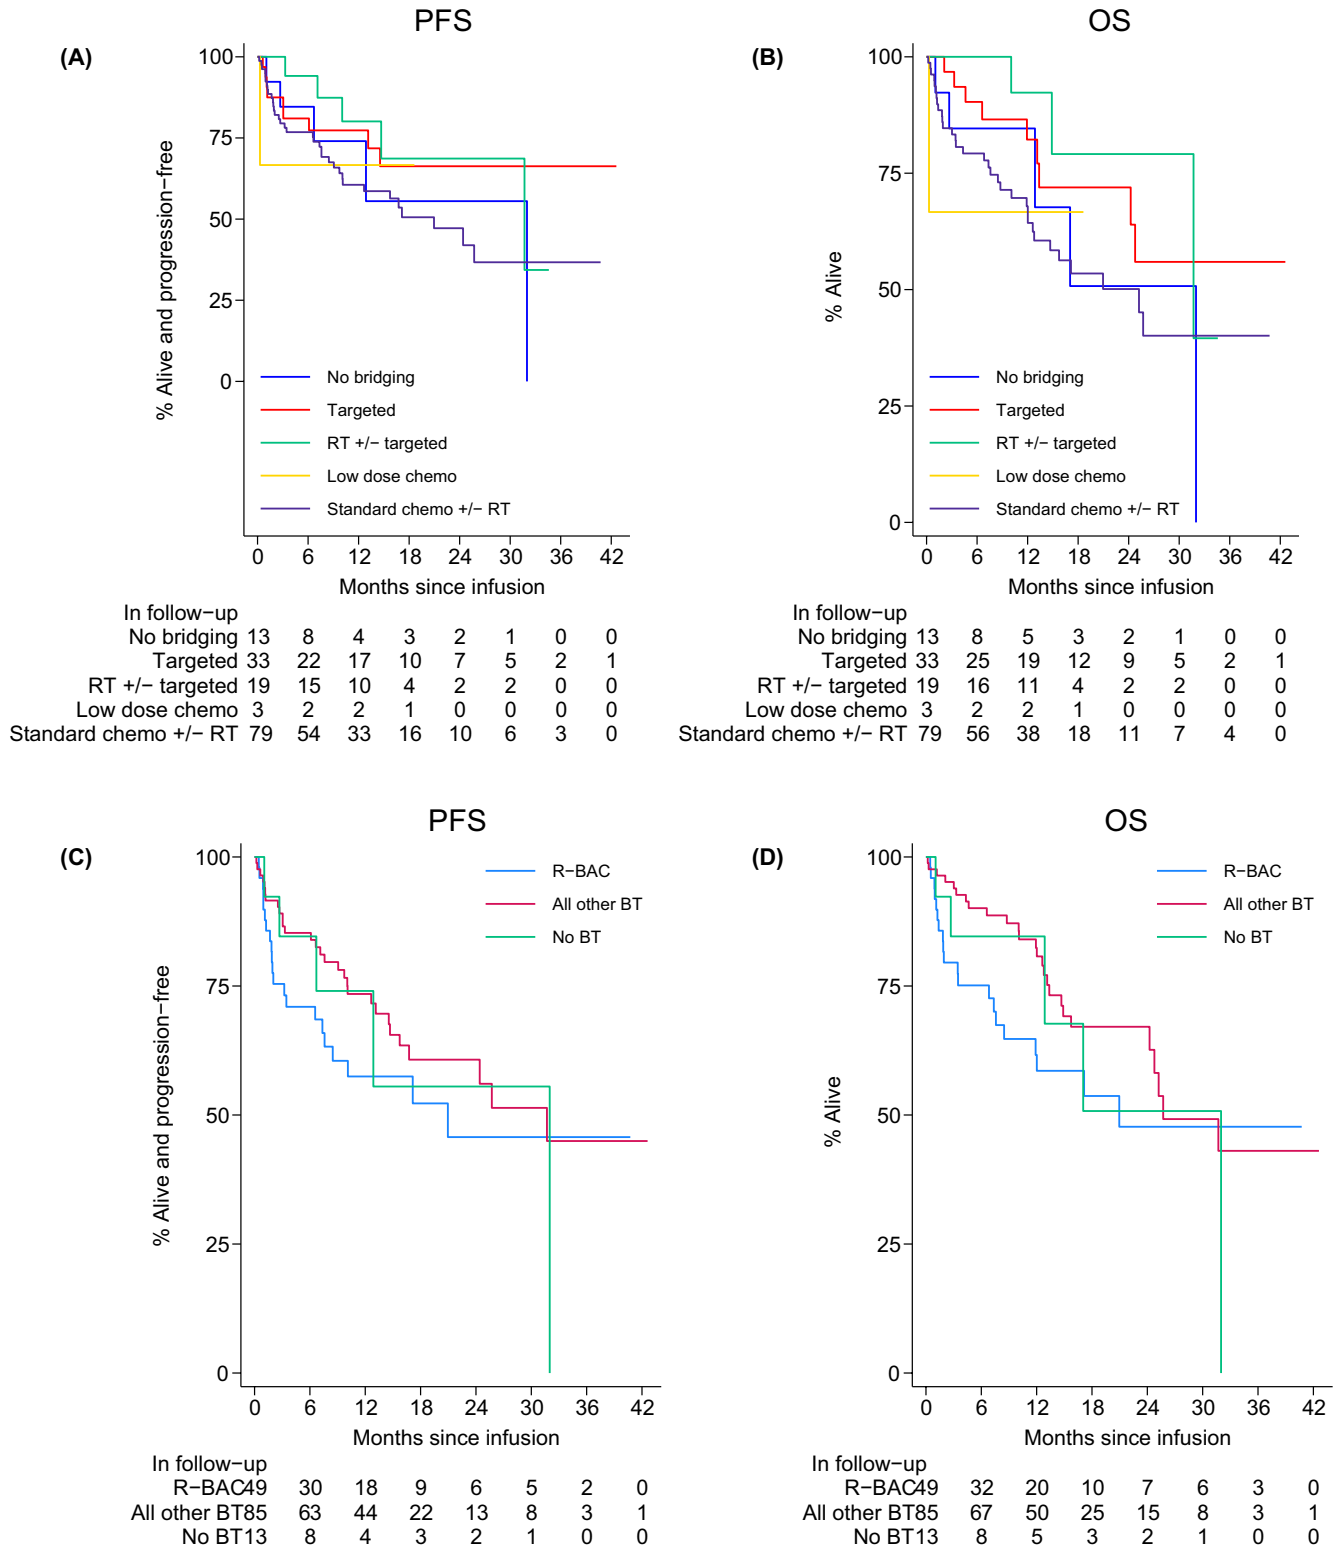 PFS
(A)
100
75
50
25
0
% Alive and progression−free
No bridging
Targeted
RT +/− targeted
Low dose chemo
Standard chemo +/− RT
0 6 12 18 24 30 36 42
Months since infusion
In follow−up
No bridging 13 8 4 3 2 1 0 0
Targeted 33 22 17 10 7 5 2 1
RT +/− targeted 19 15 10 4 2 2 0 0
Low dose chemo 3 2 2 1 0 0 0 0
Standard chemo +/− RT 79 54 33 16 10 6 3 0
OS
(B)
100
75
50
25
0
% Alive
No bridging
Targeted
RT +/− targeted
Low dose chemo
Standard chemo +/− RT
0 6 12 18 24 30 36 42
Months since infusion
In follow−up
No bridging 13 8 5 3 2 1 0 0
Targeted 33 25 19 12 9 5 2 1
RT +/− targeted 19 16 11 4 2 2 0 0
Low dose chemo 3 2 2 1 0 0 0 0
Standard chemo +/− RT 79 56 38 18 11 7 4 0
PFS
(C)
100
75
50
25
0
% Alive and progression−free
R−BAC
All other BT
No BT
0 6 12 18 24 30 36 42
Months since infusion
In follow−up
R−BAC49 30 18 9 6 5 2 0
All other BT85 63 44 22 13 8 3 1
No BT13 8 4 3 2 1 0 0
OS
(D)
100
75
50
25
0
% Alive
R−BAC
All other BT
No BT
0 6 12 18 24 30 36 42
Months since infusion
In follow−up
R−BAC49 32 20 10 7 6 3 0
All other BT85 67 50 25 15 8 3 1
No BT13 8 5 3 2 1 0 0